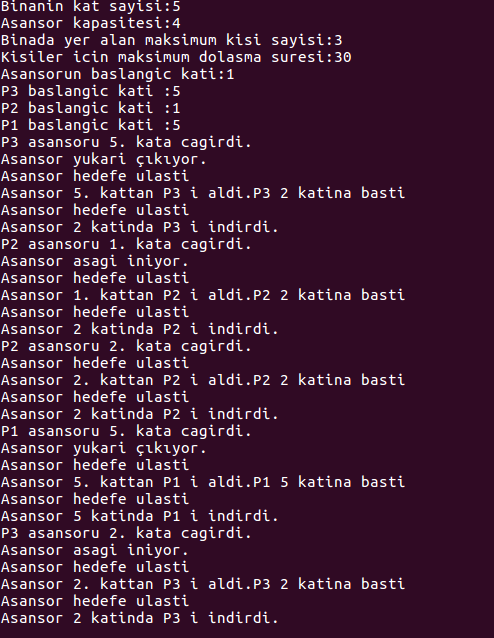 Binanin kat sayisi:5
Asansor kapasitesi:4
Binada yer alan maksimum kisi sayisi:3
Kisiler icin maksimum dolasma suresi:30
Asansorun baslangic kati:1
P3 baslangic kati :5
P2 baslangic kati :1
P1 baslangic kati :5
P3 asansoru 5. kata cagirdi.
Asansor yukari çıkıyor.
Asansor hedefe ulasti
Asansor 5. kattan P3 i aldi.P3 2 katina basti
Asansor hedefe ulasti
Asansor 2 katinda P3 i indirdi.
P2 asansoru 1. kata cagirdi.
Asansor asagi iniyor.
Asansor hedefe ulasti
Asansor 1. kattan P2 i aldi.P2 2 katina basti
Asansor hedefe ulasti
Asansor 2 katinda P2 i indirdi.
P2 asansoru 2. kata cagirdi.
Asansor hedefe ulasti
Asansor 2. kattan P2 i aldi.P2 2 katina basti
Asansor hedefe ulasti
Asansor 2 katinda P2 i indirdi.
P1 asansoru 5. kata cagirdi.
Asansor yukari çıkıyor.
Asansor hedefe ulasti
Asansor 5. kattan P1 i aldi.P1 5 katina basti
Asansor hedefe ulasti
Asansor 5 katinda P1 i indirdi.
P3 asansoru 2. kata cagirdi.
Asansor asagi iniyor.
Asansor hedefe ulasti
Asansor 2. kattan P3 i aldi.P3 2 katina basti
Asansor hedefe ulasti
Asansor 2 katinda P3 i indirdi.